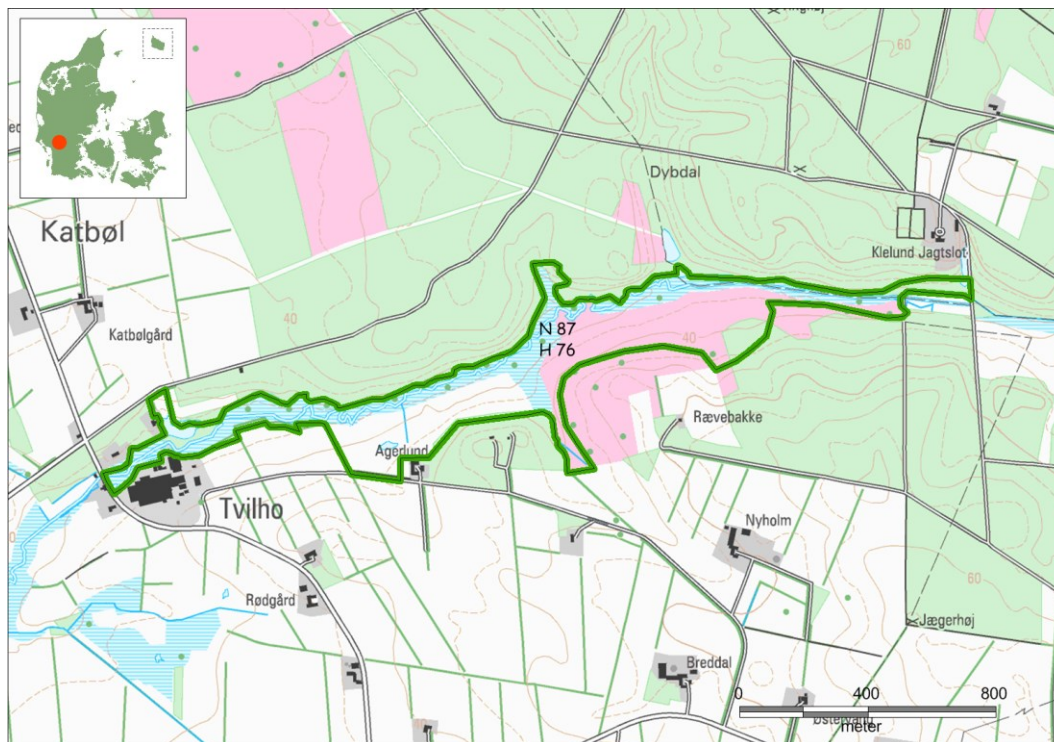 60
Dybdal
Katbøl
Klelund Jagtslot
40
Katbølgård
N 87
H 76
40
Rævebakke
Agerlund
Tvilho
Nyholm
60
Rødgård
Jægerhøj
Breddal
0 400 800
meter
Østervang